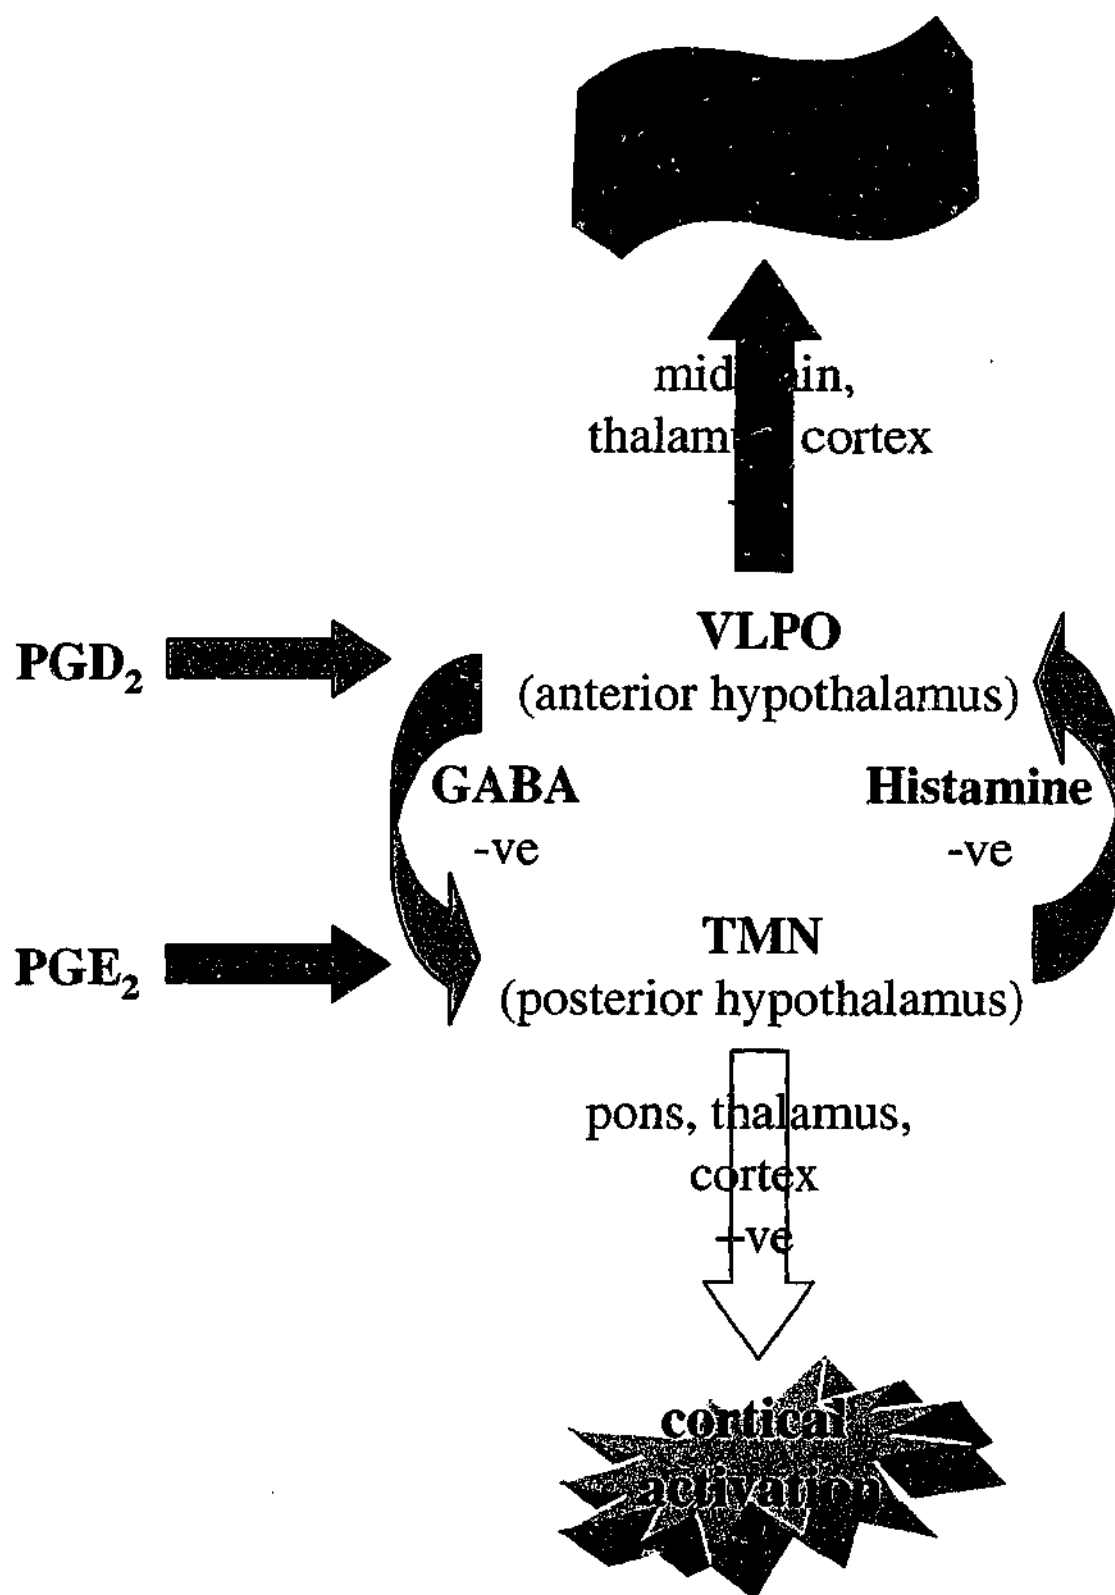 thalamus, cortex
PGD₂
VLPO
(anterior hypothalamus)
GABA
-ve
Histamine
-ve
PGE₂
TMN
(posterior hypothalamus)
pons, thalamus,
cortex
+ve
cortical
activation